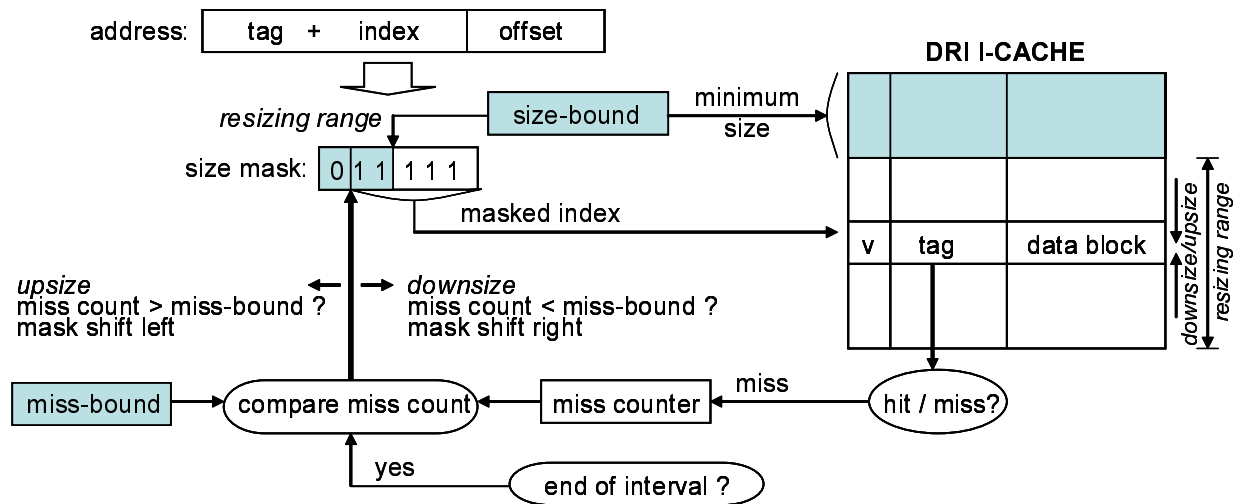 address:
tag + index
offset
DRI I-CACHE
resizing range
size-bound
minimum
size
size mask:
0 1 1 1 1 1
masked index
v
tag
data block
downsize/upsize
resizing range
upsize
miss count > miss-bound ?
mask shift left
downsize
miss count < miss-bound ?
mask shift right
miss-bound
compare miss count
miss counter
miss
hit / miss?
yes
end of interval ?